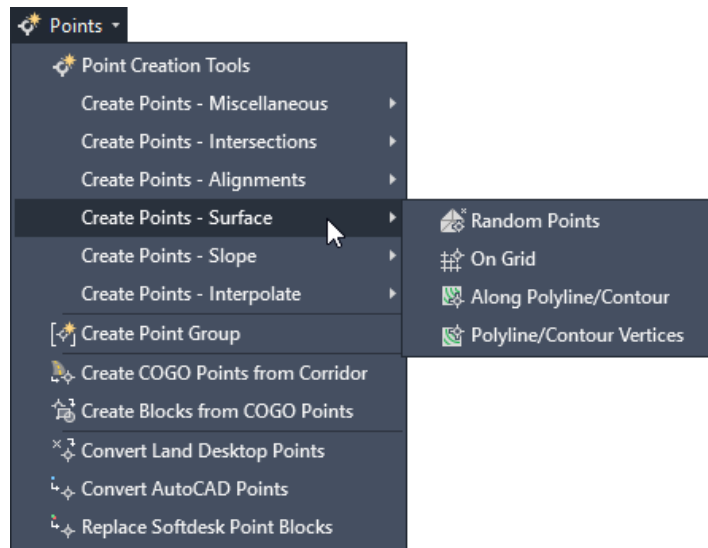 Points
Point Creation Tools
Create Points - Miscellaneous
Create Points - Intersections
Create Points - Alignments
Create Points - Surface
Create Points - Slope
Create Points - Interpolate
Create Point Group
Create COGO Points from Corridor
Create Blocks from COGO Points
Convert Land Desktop Points
Convert AutoCAD Points
Replace Softdesk Point Blocks
Random Points
On Grid
Along Polyline/Contour
Polyline/Contour Vertices